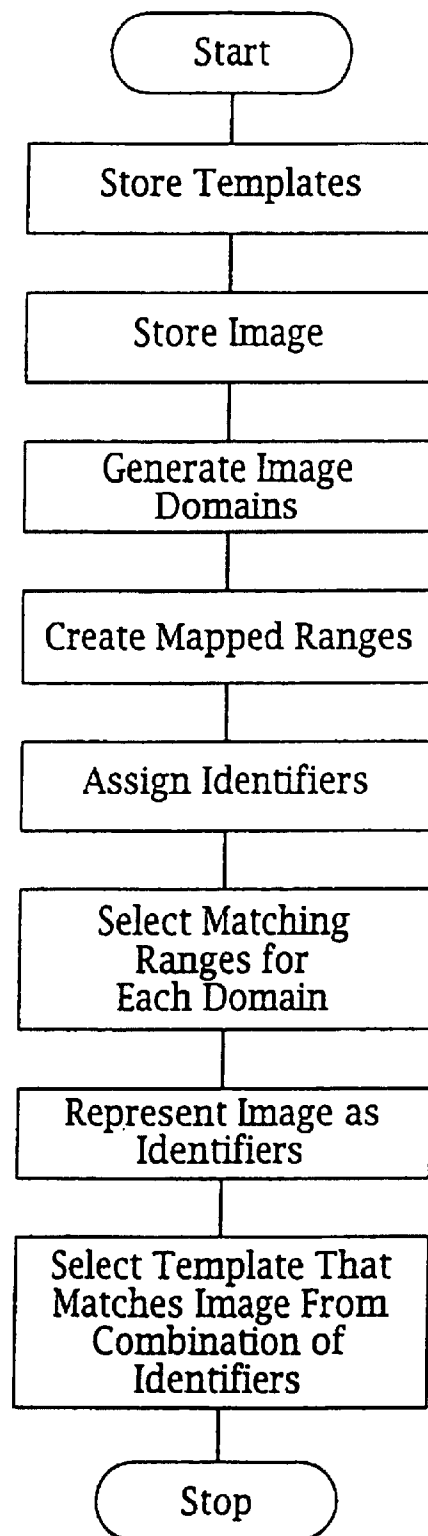 Start
Store Templates
Store Image
Generate Image
Domains
Create Mapped Ranges
Assign Identifiers
Select Matching
Ranges for
Each Domain
Represent Image as
Identifiers
Select Template That
Matches Image From
Combination of
Identifiers
Stop